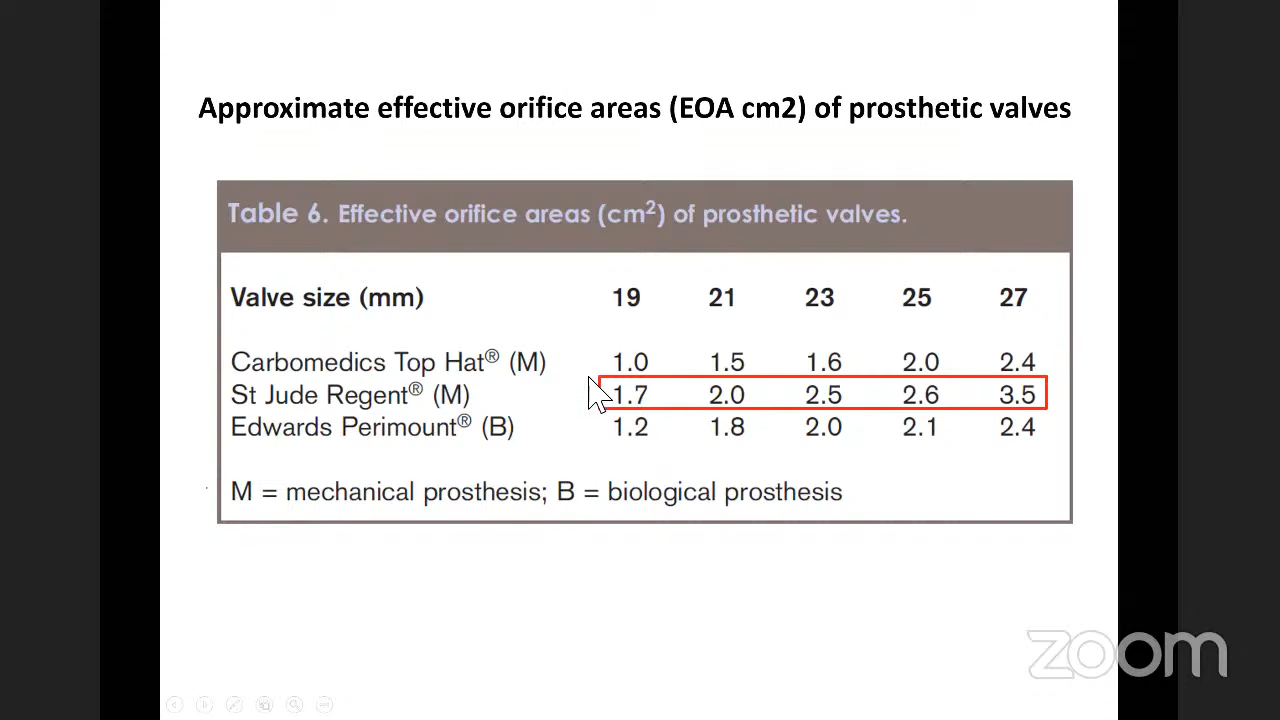 Approximate effective orifice areas (EOA cm2) of prosthetic valves
Table 6. Effective orifice areas (cm²) of prosthetic valves.
Valve size (mm) 19 21 23 25 27
Carbomedics Top Hat® (M) 1.0 1.5 1.6 2.0 2.4
St Jude Regent® (M) 1.7 2.0 2.5 2.6 3.5
Edwards Perimount® (B) 1.2 1.8 2.0 2.1 2.4
M = mechanical prosthesis; B = biological prosthesis
zoom